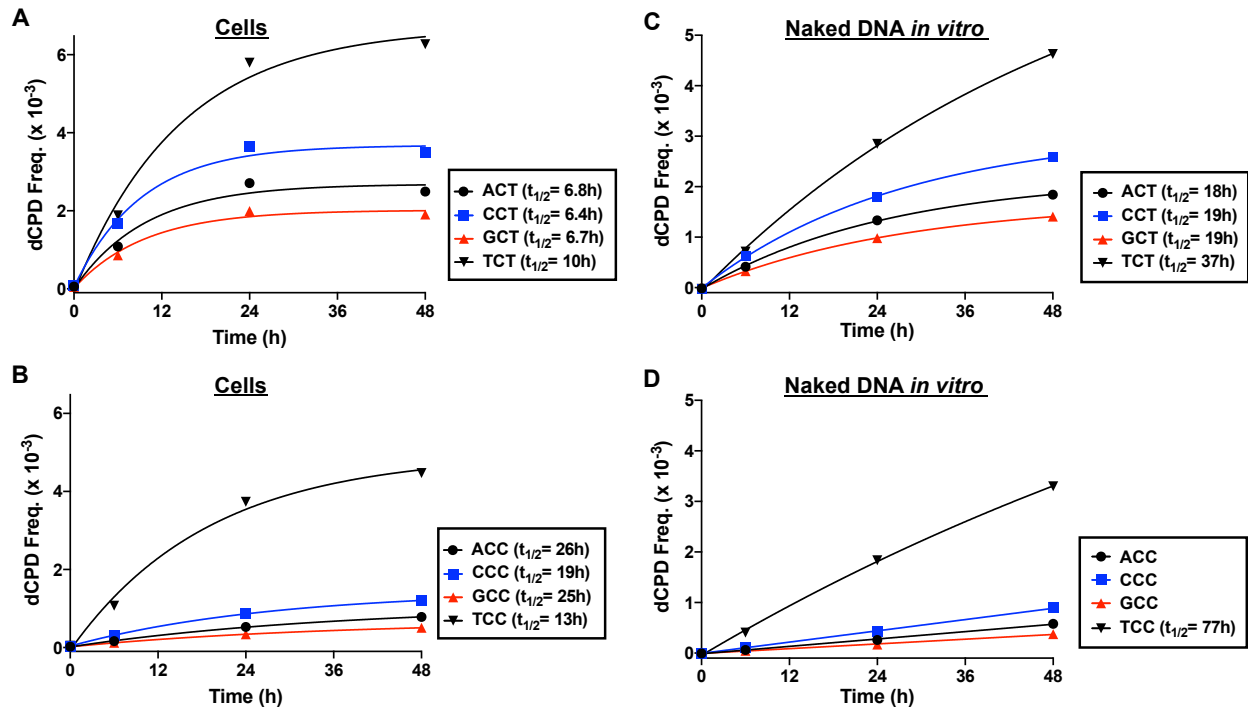 A
Cells
dCPD Freq. (x 10⁻³)
6
4
2
0
0
12
24
36
48
Time (h)
ACT (t1/2= 6.8h)
CCT (t1/2= 6.4h)
GCT (t1/2= 6.7h)
TCT (t1/2= 10h)
C
Naked DNA in vitro
dCPD Freq. (x 10⁻³)
5
4
3
2
1
0
0
12
24
36
48
Time (h)
ACT (t1/2= 18h)
CCT (t1/2= 19h)
GCT (t1/2= 19h)
TCT (t1/2= 37h)
B
Cells
dCPD Freq. (x 10⁻³)
6
4
2
0
0
12
24
36
48
Time (h)
ACC (t1/2= 26h)
CCC (t1/2= 19h)
GCC (t1/2= 25h)
TCC (t1/2= 13h)
D
Naked DNA in vitro
dCPD Freq. (x 10⁻³)
5
4
3
2
1
0
0
12
24
36
48
Time (h)
ACC
CCC
GCC
TCC (t1/2= 77h)